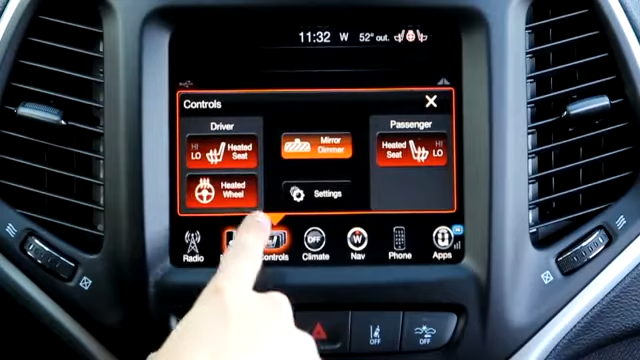 11:32 W 52° out.
Controls X
Driver
Passenger
HI
LO
Heated
Seat
Mirror
Dimmer
Heated
Seat
HI
LO
Heated
Wheel
Settings
Radio
Controls
OFF
Climate
W
Nav
Phone
Apps
OFF
OFF